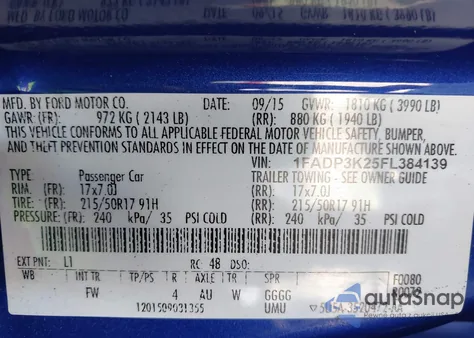 MFD. BY FORD MOTOR CO. DATE: 09/15 GVWR: 1810 KG (3990 LB)
GAWR: (FR): 972 KG (2143 LB) (RR): 880 KG (1940 LB)
THIS VEHICLE CONFORMS TO ALL APPLICABLE FEDERAL MOTOR VEHICLE SAFETY, BUMPER,
AND THEFT PREVENTION STANDARDS IN EFFECT ON THE DATE OF MANUFACTURE SHOWN ABOVE.
VIN: 1FADP3K25FL384139
TYPE: Passenger Car TRAILER TOWING - SEE OWNERS GUIDE
RIM: (FR) 17x7.0J (RR): 17x7.0J
TIRE: (FR) 215/50R17 91H (RR): 215/50R17 91H
PRESSURE: (FR) 240 kPa/ 35 PSI COLD (RR): 240 kPa/ 35 PSI COLD
EXT PNT: L1 RC: 48 DSO:
WB INT TR TP/PS R AXLE TR SPR F0080
FW 4 AU W GGGG
1201509031355 UMU
autoSnap